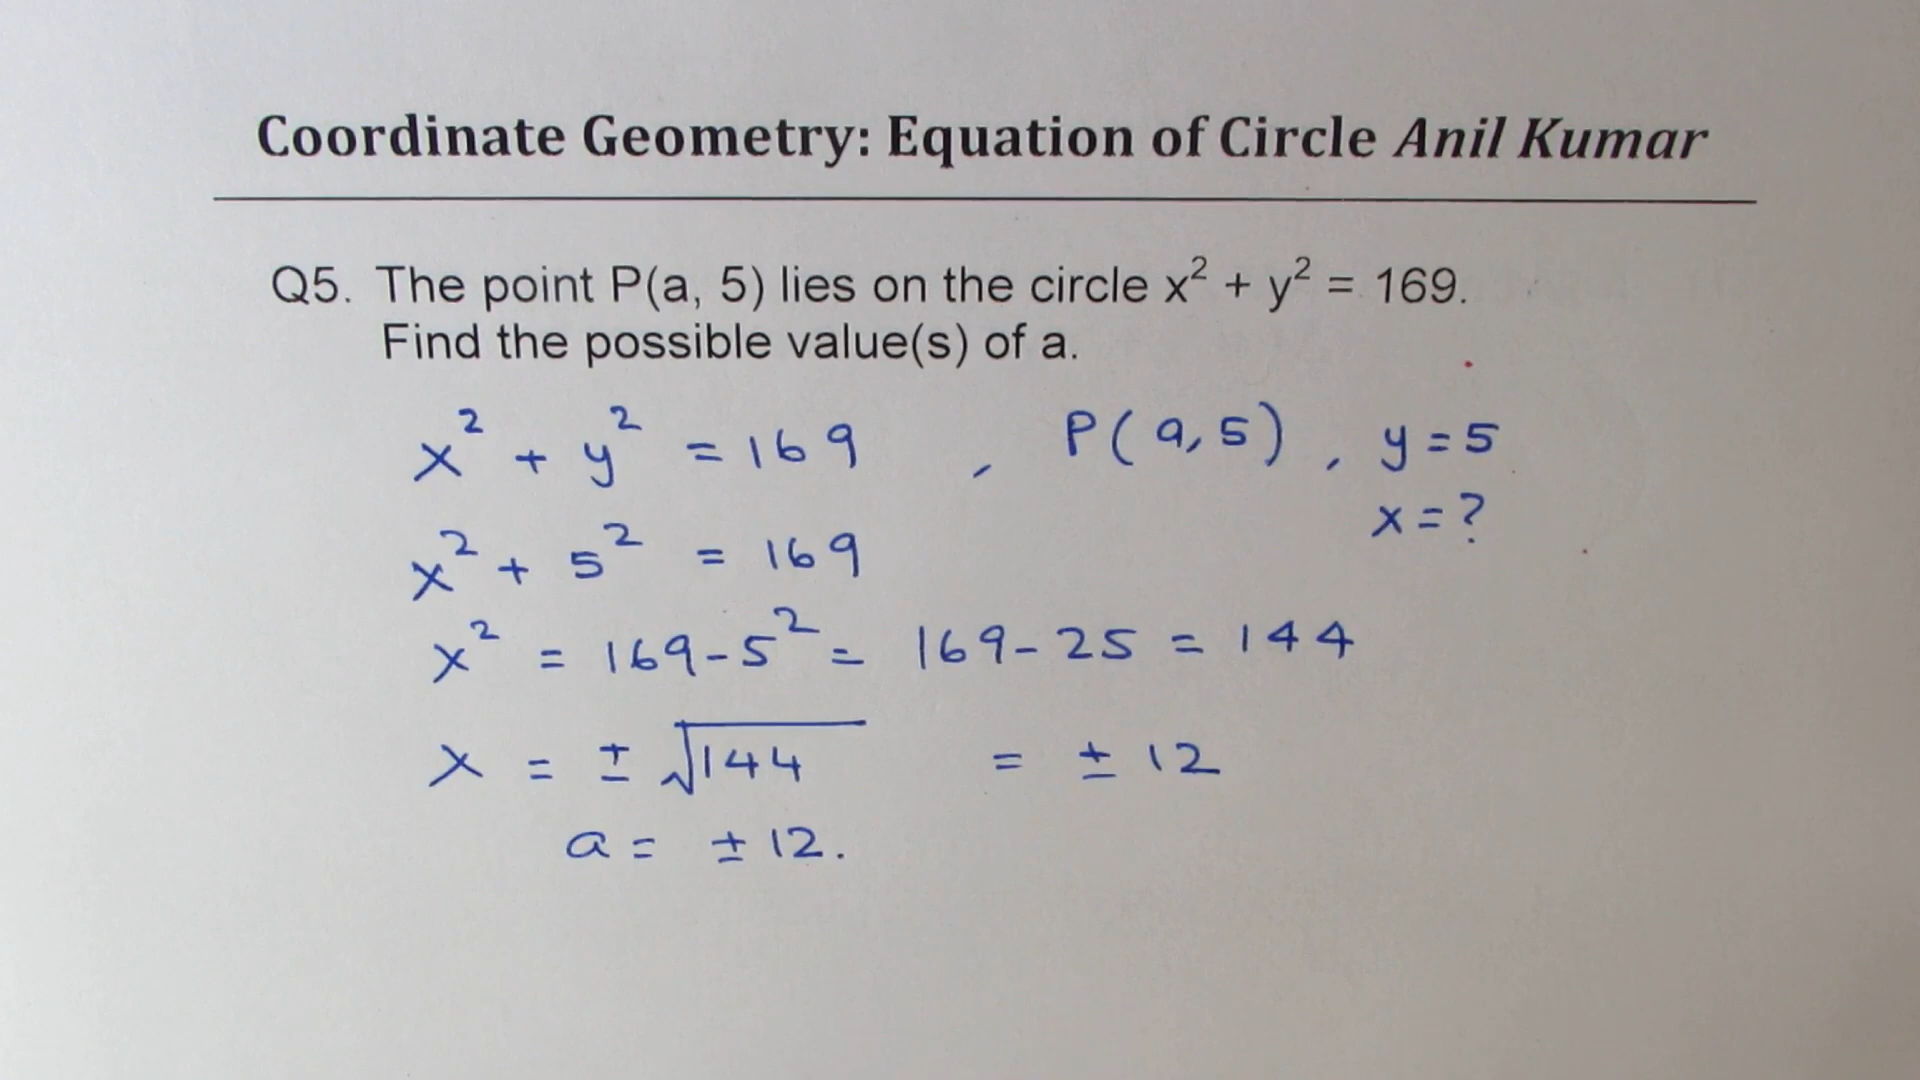 Coordinate Geometry: Equation of Circle Anil Kumar
Q5. The point P(a, 5) lies on the circle x² + y² = 169.
Find the possible value(s) of a.
x² + y² = 169 , P(a,5) , y = 5
x = ?
x² + 5² = 169
x² = 169 - 5² = 169 - 25 = 144
x = ± √144 = ± 12
a = ± 12.